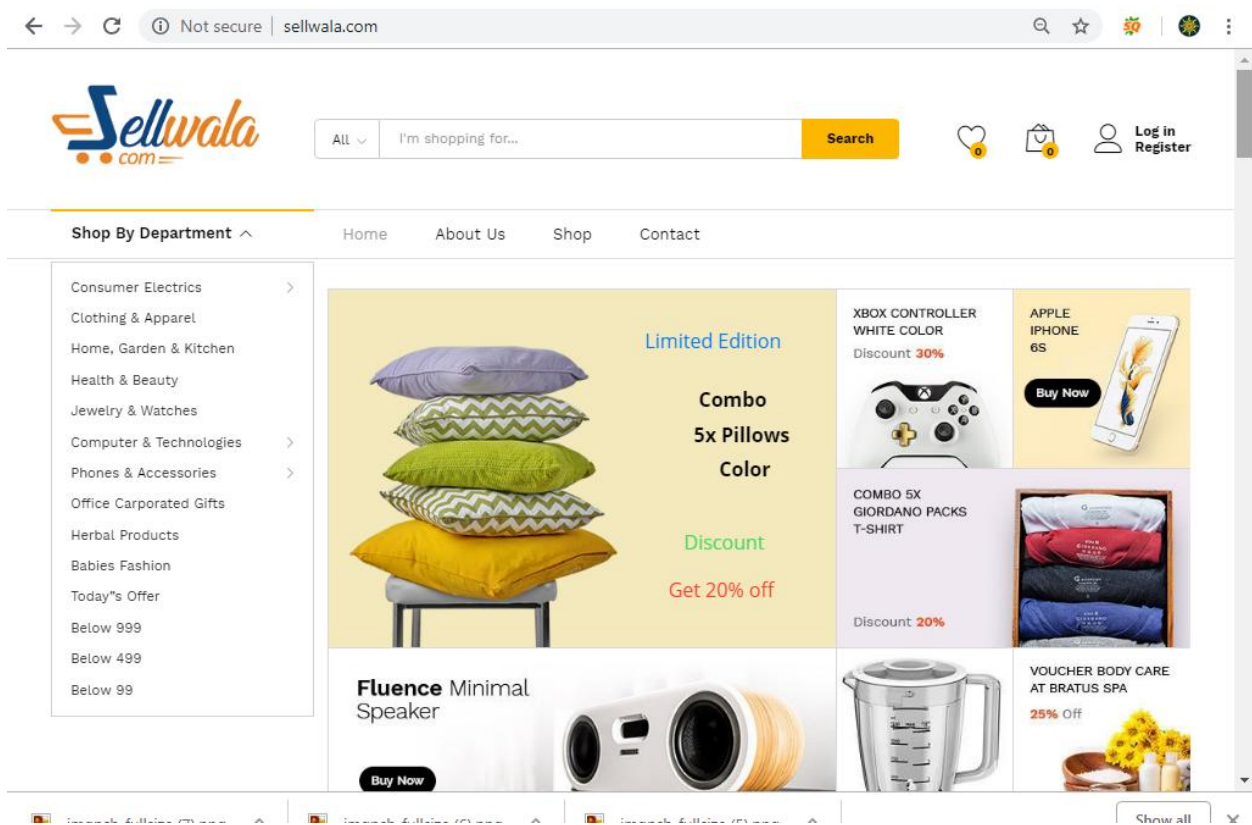 Not secure | sellwala.com
SQ
Sellwala
com
All
I'm shopping for...
Search
0
0
Log in
Register
Shop By Department
Home
About Us
Shop
Contact
Consumer Electrics
Clothing & Apparel
Home, Garden & Kitchen
Health & Beauty
Jewelry & Watches
Computer & Technologies
Phones & Accessories
Office Carporated Gifts
Herbal Products
Babies Fashion
Today"s Offer
Below 999
Below 499
Below 99
Limited Edition
Combo
5x Pillows
Color
Discount
Get 20% off
XBOX CONTROLLER
WHITE COLOR
Discount 30%
APPLE
IPHONE
6S
Buy Now
COMBO 5X
GIORDANO PACKS
T-SHIRT
Discount 20%
Fluence Minimal
Speaker
Buy Now
VOUCHER BODY CARE
AT BRATUS SPA
25% Off
Show all